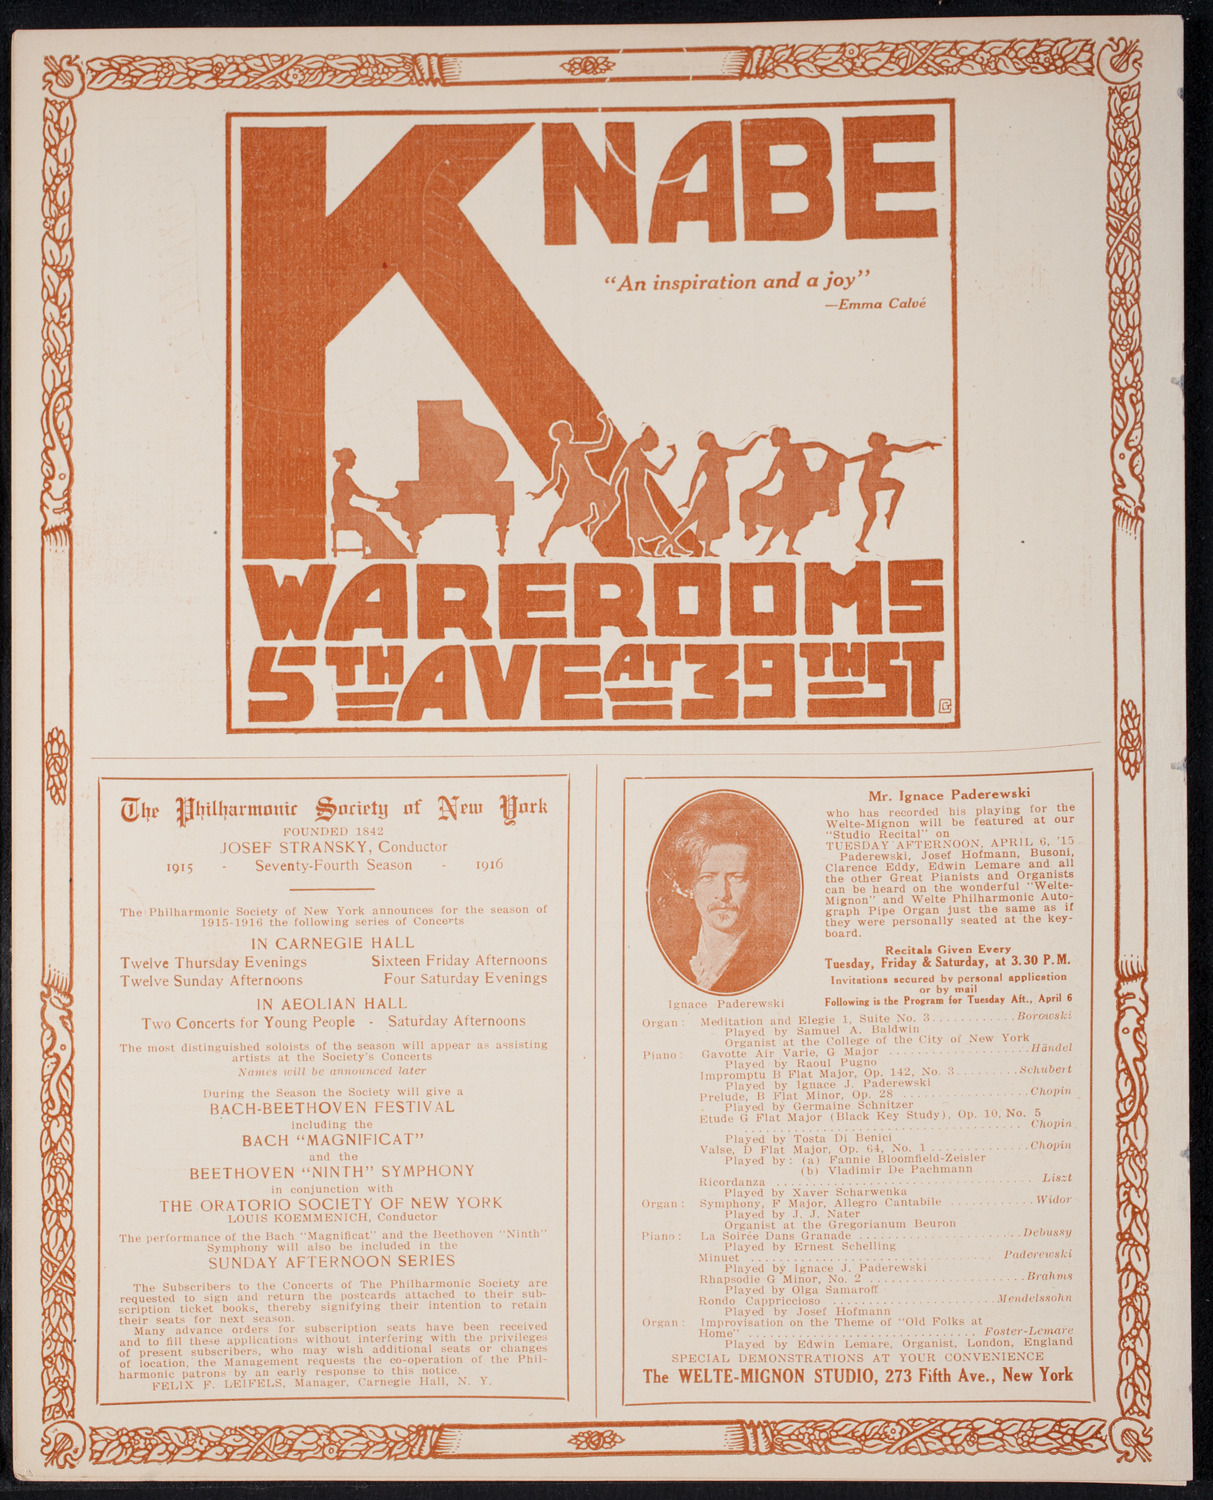 KNABE
"An inspiration and a joy"
—Emma Calvé
WAREROOMS
5TH AVE AT 39TH ST
The Philharmonic Society of New York
FOUNDED 1842
JOSEF STRANSKY, Conductor
1915 - Seventy-Fourth Season - 1916
The Philharmonic Society of New York announces for the season of
1915-1916 the following series of Concerts
IN CARNEGIE HALL
Twelve Thursday Evenings Sixteen Friday Afternoons
Twelve Sunday Afternoons Four Saturday Evenings
IN AEOLIAN HALL
Two Concerts for Young People - Saturday Afternoons
The most distinguished soloists of the season will appear as assisting
artists at the Society's Concerts
Names will be announced later
During the Season the Society will give a
BACH-BEETHOVEN FESTIVAL
including the
BACH "MAGNIFICAT"
and the
BEETHOVEN "NINTH" SYMPHONY
in conjunction with
THE ORATORIO SOCIETY OF NEW YORK
LOUIS KOEMMENICH, Conductor
The performance of the Bach "Magnificat" and the Beethoven "Ninth"
Symphony will also be included in the
SUNDAY AFTERNOON SERIES
The Subscribers to the Concerts of The Philharmonic Society are
requested to sign and return the postcards attached to their sub-
scription ticket books, thereby signifying their intention to retain
their seats for next season.
Many advance orders for subscription seats have been received
and to fill these applications without interfering with the privileges
of present subscribers, who may wish additional seats or changes
of location, the Management requests the co-operation of the Phil-
harmonic patrons by an early response to this notice.
FELIX F. LEIFELS, Manager, Carnegie Hall, N. Y.
Mr. Ignace Paderewski
who has recorded his playing for the
Welte-Mignon will be featured at our
"Studio Recital" on
TUESDAY AFTERNOON, APRIL 6, '15
Paderewski, Josef Hofmann, Busoni,
Clarence Eddy, Edwin Lemare and all
the other Great Pianists and Organists
can be heard on the wonderful "Welte-
Mignon" and Welte Philharmonic Auto-
graph Pipe Organ just the same as if
they were personally seated at the key-
board.
Recitals Given Every
Tuesday, Friday & Saturday, at 3.30 P.M.
Invitations secured by personal application
or by mail
Following is the Program for Tuesday Aft., April 6
Ignace Paderewski
Organ: Meditation and Elegie 1, Suite No. 3............Borowski
Played by Samuel A. Baldwin
Organist at the College of the City of New York
Piano: Gavotte Air Varie, G Major ....................Händel
Played by Raoul Pugno
Impromptu B Flat Major, Op. 142, No. 3.........Schubert
Played by Ignace J. Paderewski
Prelude, B Flat Minor, Op. 28 ..................Chopin
Played by Germaine Schnitzer
Etude G Flat Major (Black Key Study), Op. 10, No. 5
........................................ Chopin
Played by Tosta Di Benici
Valse, D Flat Major, Op. 64, No. 1..............Chopin
Played by: (a) Fannie Bloomfield-Zeisler
(b) Vladimir De Pachmann
Ricordanza .....................................Liszt
Played by Xaver Scharwenka
Organ: Symphony, F Major, Allegro Cantabile ............Widor
Played by J. J. Nater
Organist at the Gregorianum Beuron
Piano: La Soirée Dans Granade .......................Debussy
Played by Ernest Schelling
Minuet ...................................Paderewski
Played by Ignace J. Paderewski
Rhapsodie G Minor, No. 2 ......................Brahms
Played by Olga Samaroff
Rondo Cappriccioso .......................Mendelssohn
Played by Josef Hofmann
Organ: Improvisation on the Theme of "Old Folks at
Home" ...............................Foster-Lemare
Played by Edwin Lemare, Organist, London, England
SPECIAL DEMONSTRATIONS AT YOUR CONVENIENCE
The WELTE-MIGNON STUDIO, 273 Fifth Ave., New York